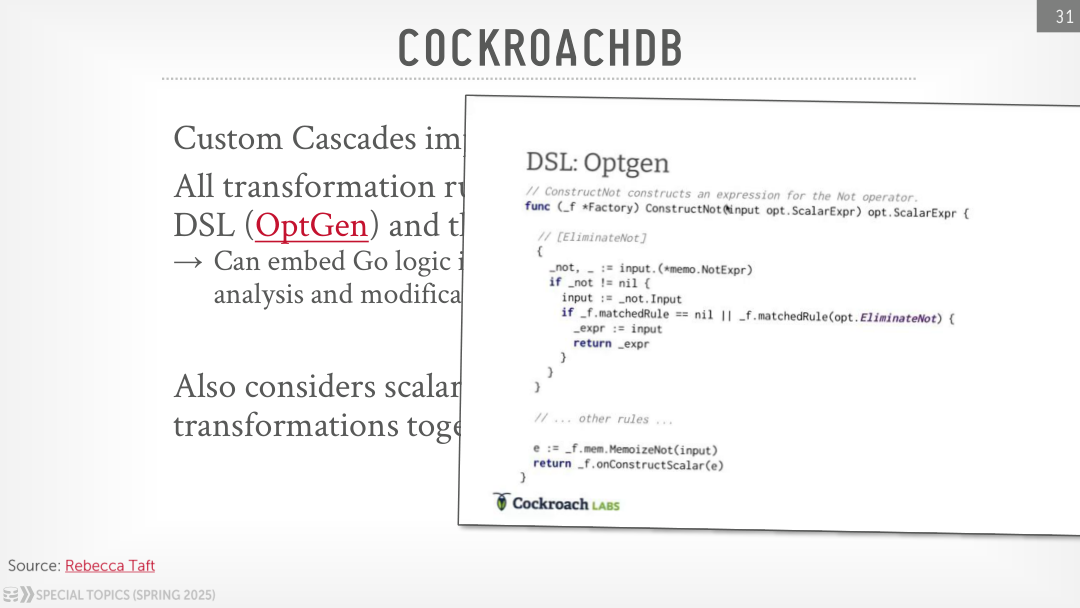 31
COCKROACHDB
Custom Cascades
All transformation
DSL (OptGen) and
→ Can embed Go logic
analysis and
Also considers scalar
transformations
DSL: Optgen
// ConstructNot constructs an expression for the Not operator.
func (_f *Factory) ConstructNot(input opt.ScalarExpr) opt.ScalarExpr {
// [EliminateNot]
{
_not, _ := input.(*memo.NotExpr)
if _not != nil {
input := _not.Input
if _f.matchedRule == nil || _f.matchedRule(opt.EliminateNot) {
_expr := input
return _expr
}
}
}
// ... other rules ...
e := _f.mem.MemoizeNot(input)
return _f.onConstructScalar(e)
}
Cockroach LABS
Source: Rebecca Taft
SPECIAL TOPICS (SPRING 2025)